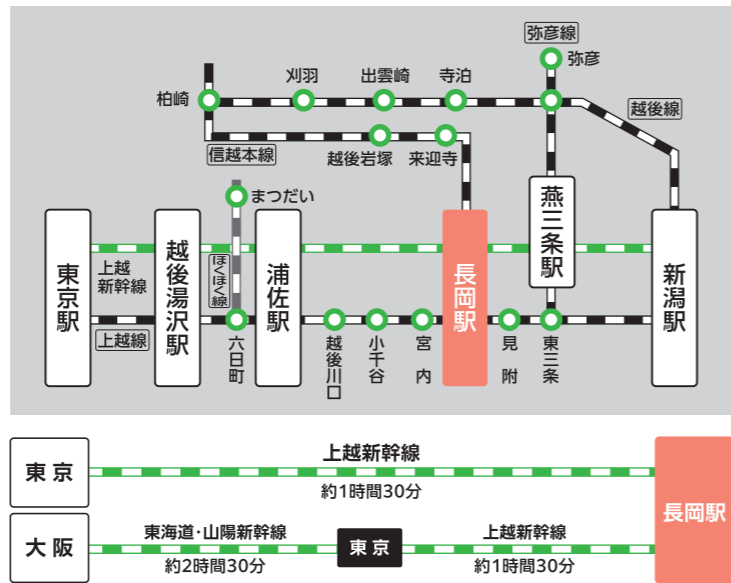 弥彦線
弥彦
刈羽
出雲崎
寺泊
柏崎
越後線
信越本線
越後岩塚
来迎寺
まつだい
燕三条駅
東京駅
上越
新幹線
上越線
越後湯沢駅
ほくほく線
浦佐駅
長岡駅
新潟駅
六日町
越後川口
小千谷
宮内
見附
東三条
東京
上越新幹線
約1時間30分
長岡駅
大阪
東海道・山陽新幹線
約2時間30分
東京
上越新幹線
約1時間30分